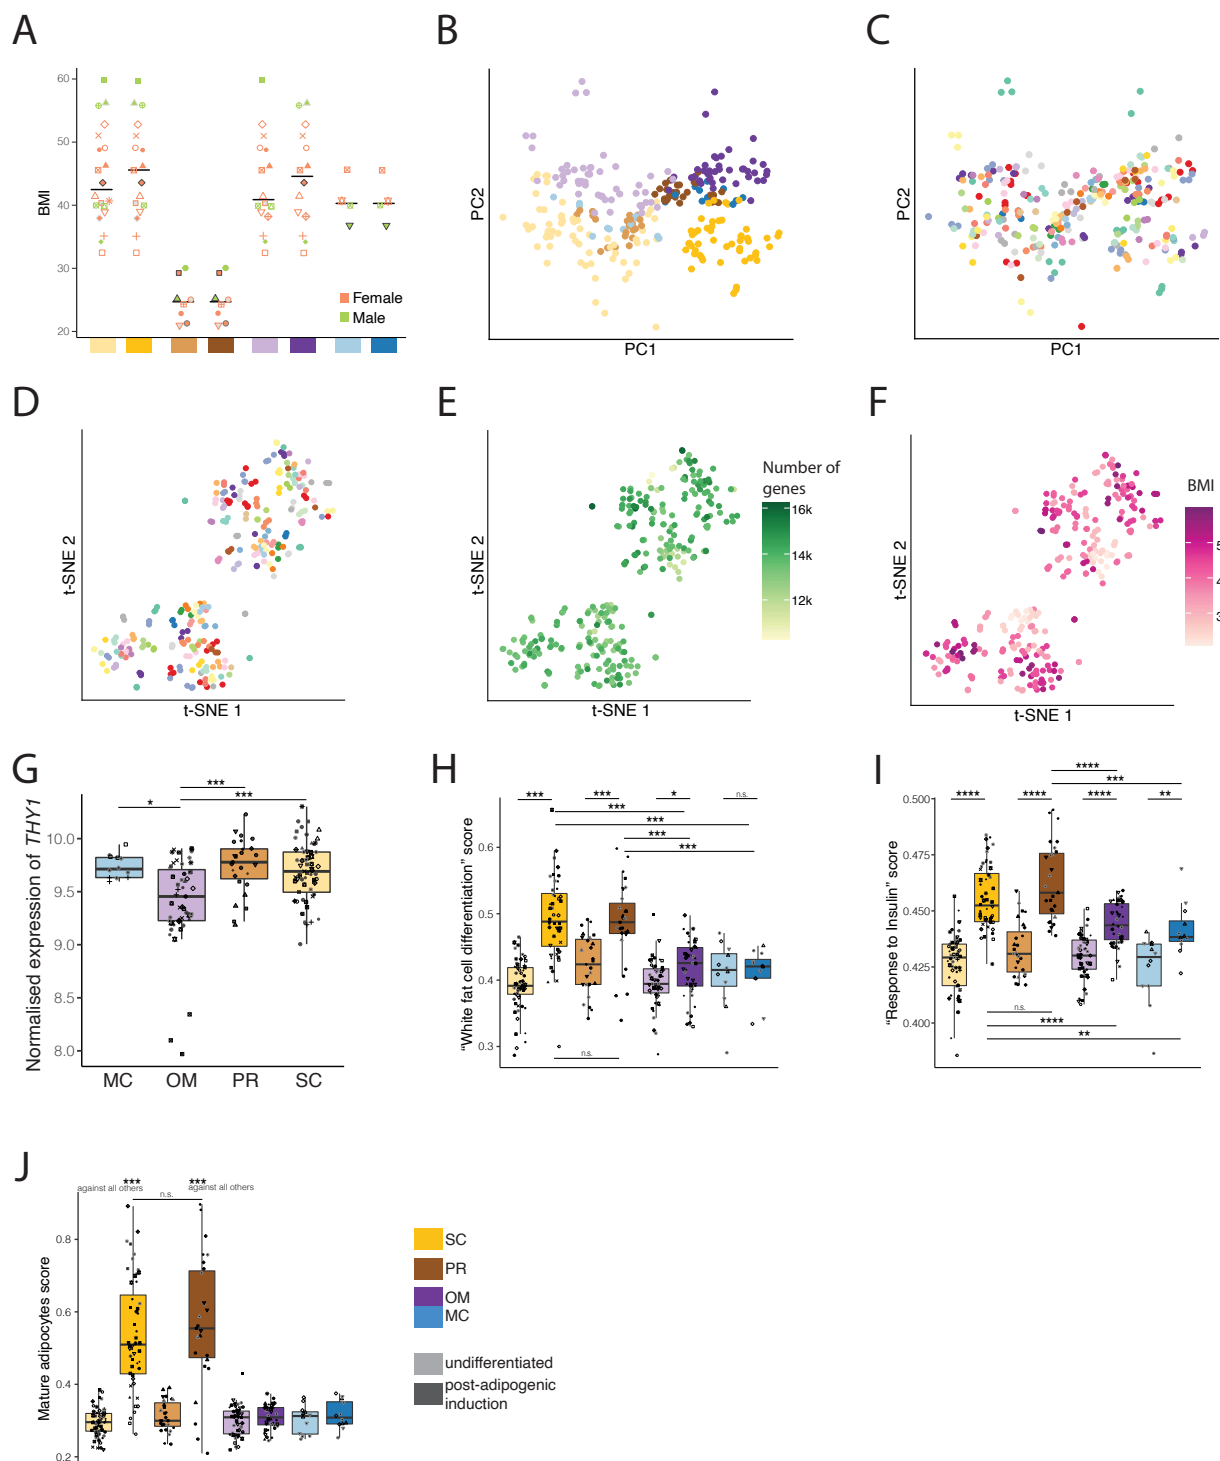 A
B
C
BMI
60
50
40
30
20
Female
Male
PC2
PC1
PC2
PC1
D
E
F
t-SNE 2
t-SNE 1
t-SNE 2
t-SNE 1
Number of
genes
16k
14k
12k
t-SNE 2
t-SNE 1
BMI
5
4
3
G
H
I
Normalised expression of THY1
10.0
9.5
9.0
8.5
8.0
*
***
***
MC
OM
PR
SC
"White fat cell differentiation" score
0.6
0.5
0.4
0.3
***
***
*
n.s.
***
***
***
***
n.s.
"Response to Insulin" score
0.500
0.475
0.450
0.425
0.400
****
***
****
****
****
**
n.s.
****
**
J
Mature adipocytes score
0.8
0.6
0.4
0.2
***
against all others
n.s.
***
against all others
SC
PR
OM
MC
undifferentiated
post-adipogenic
induction